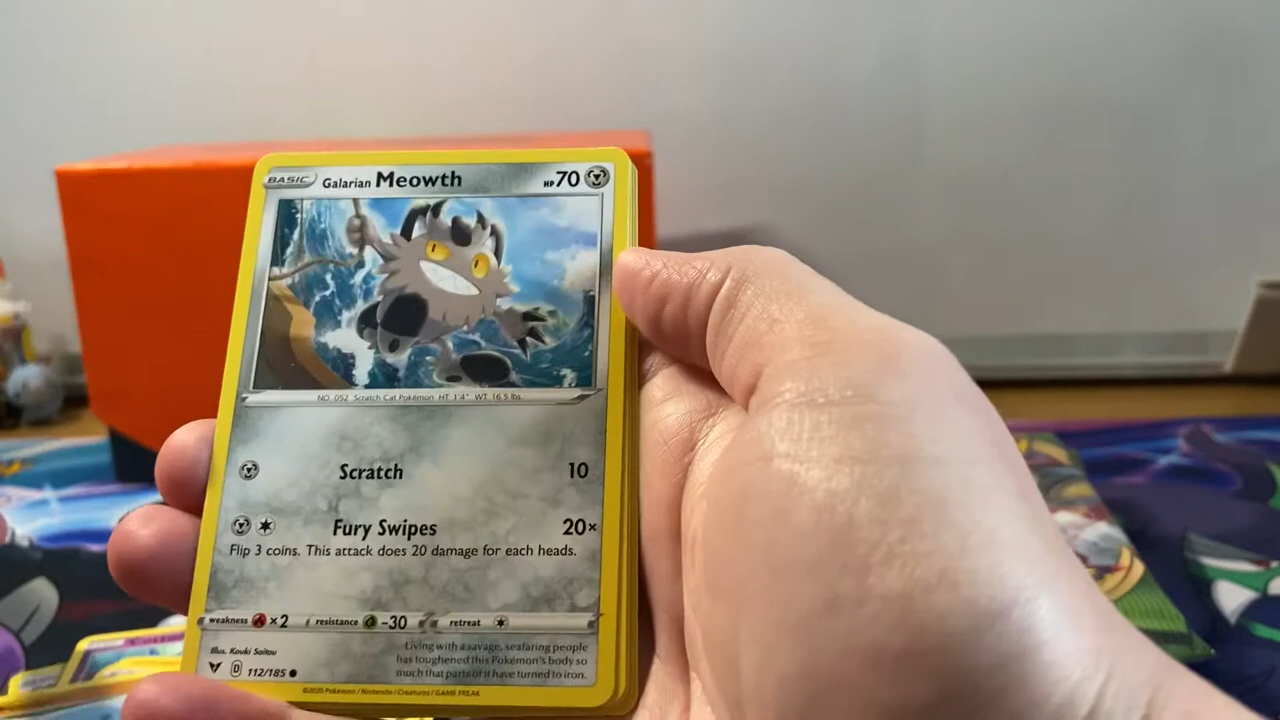 BASIC Galarian Meowth HP 70
NO. 052 Scratch Cat Pokémon HT: 1'4" WT: 16.5 lbs.
Scratch 10
Fury Swipes 20×
Flip 3 coins. This attack does 20 damage for each heads.
weakness ×2 resistance -30 retreat
Illus. Kouki Saitou
Living with a savage, seafaring people
has toughened this Pokémon's body so
much that parts of it have turned to iron.
D 112/185
©2020 Pokémon / Nintendo / Creatures / GAME FREAK